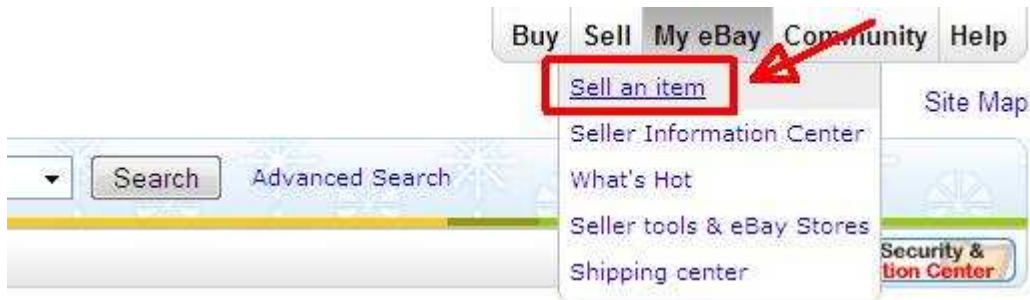 Buy Sell My eBay Community Help
Sell an item
Site Map
Seller Information Center
Search Advanced Search
What's Hot
Seller tools & eBay Stores
Security &
tion Center
Shipping center